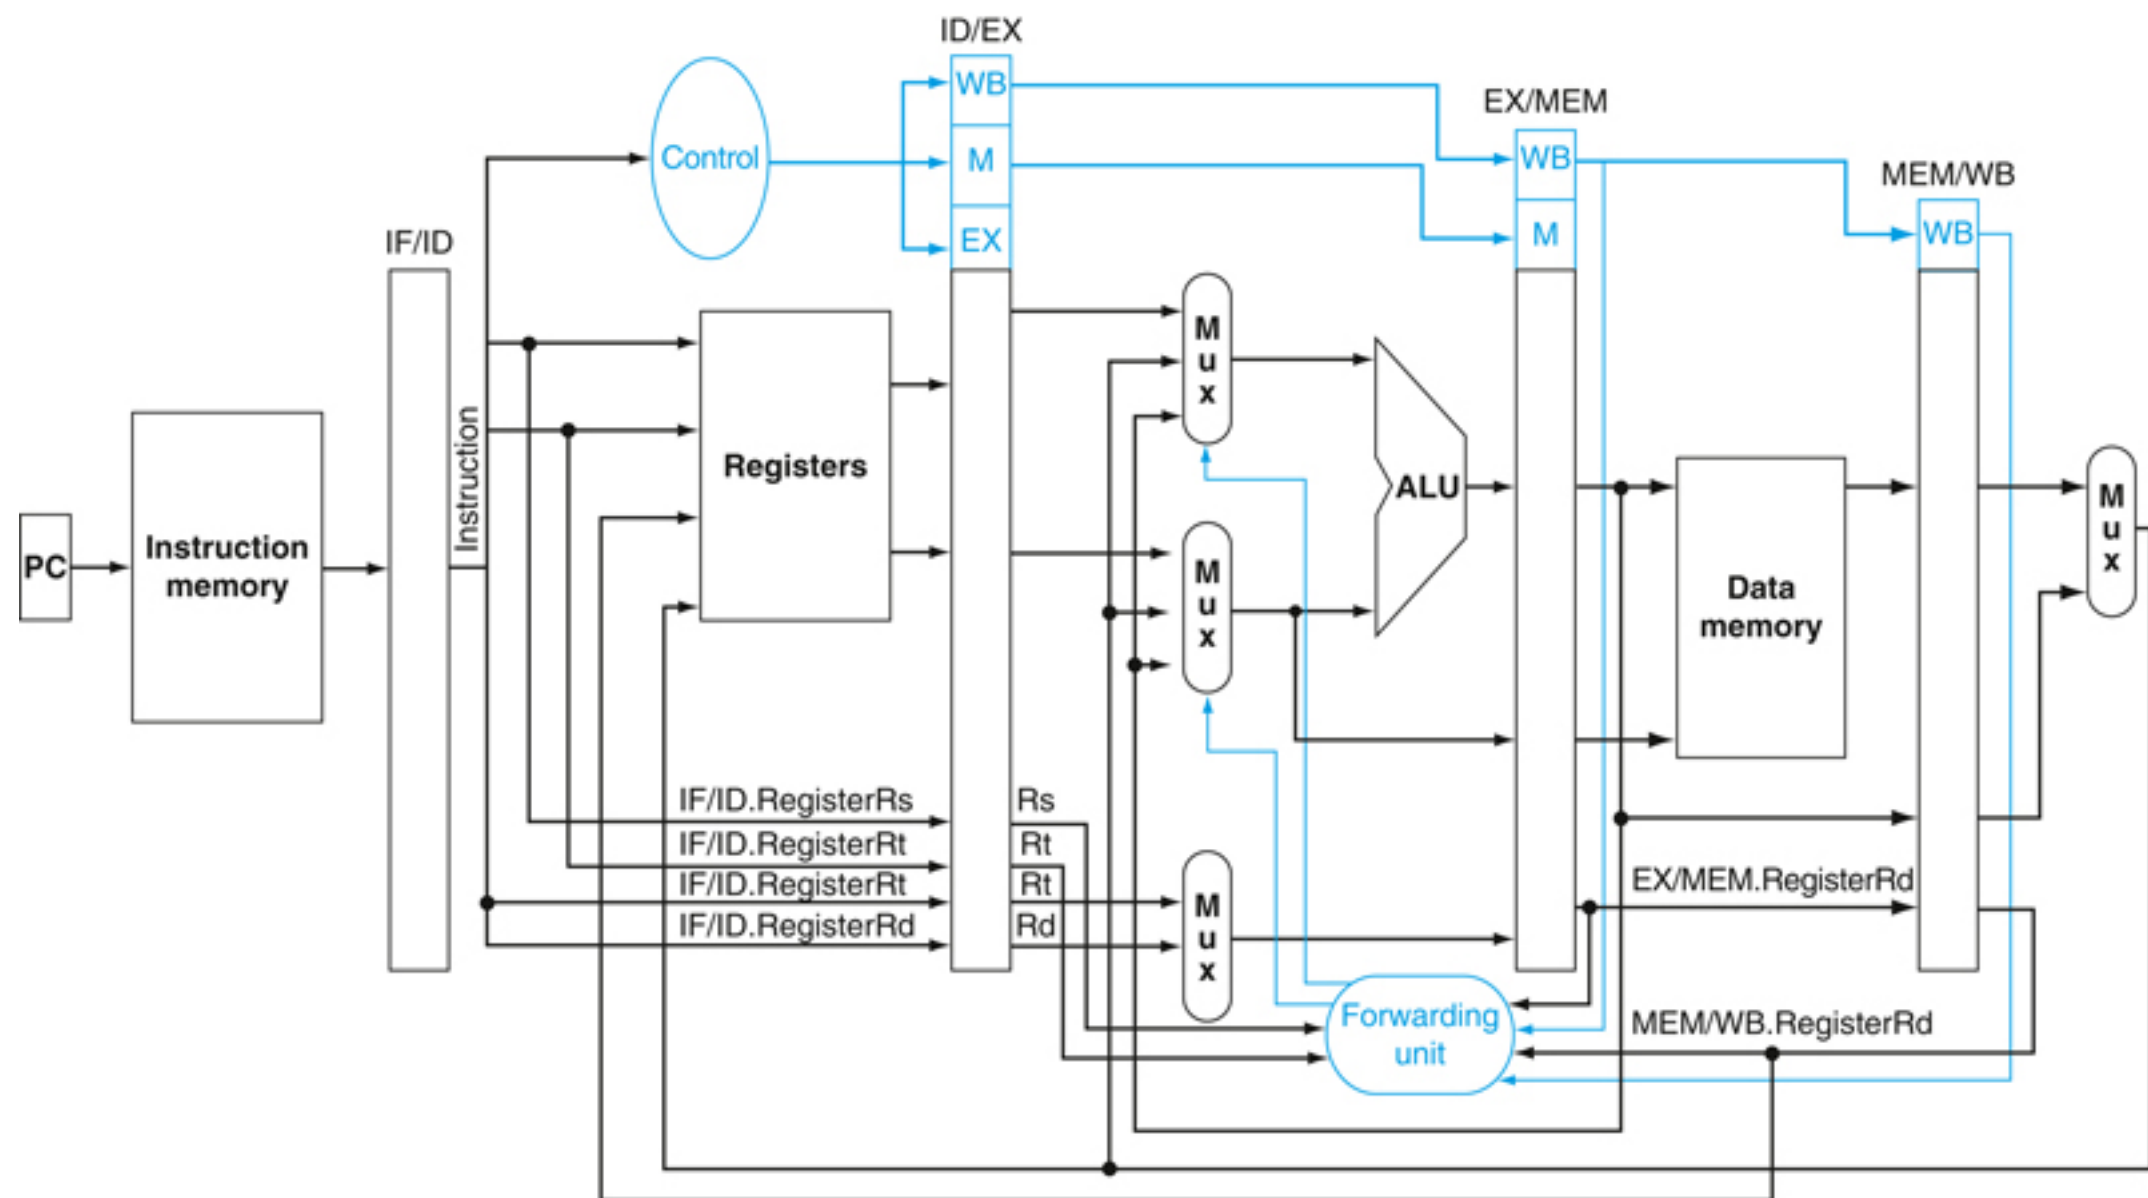 ID/EX
WB
EX/MEM
Control
M
WB
MEM/WB
IF/ID
EX
M
WB
M
u
x
Instruction
Registers
ALU
M
u
x
PC
Instruction
memory
M
u
x
Data
memory
IF/ID.RegisterRs
Rs
IF/ID.RegisterRt
Rt
IF/ID.RegisterRt
Rt
IF/ID.RegisterRd
Rd
M
u
x
EX/MEM.RegisterRd
Forwarding
unit
MEM/WB.RegisterRd